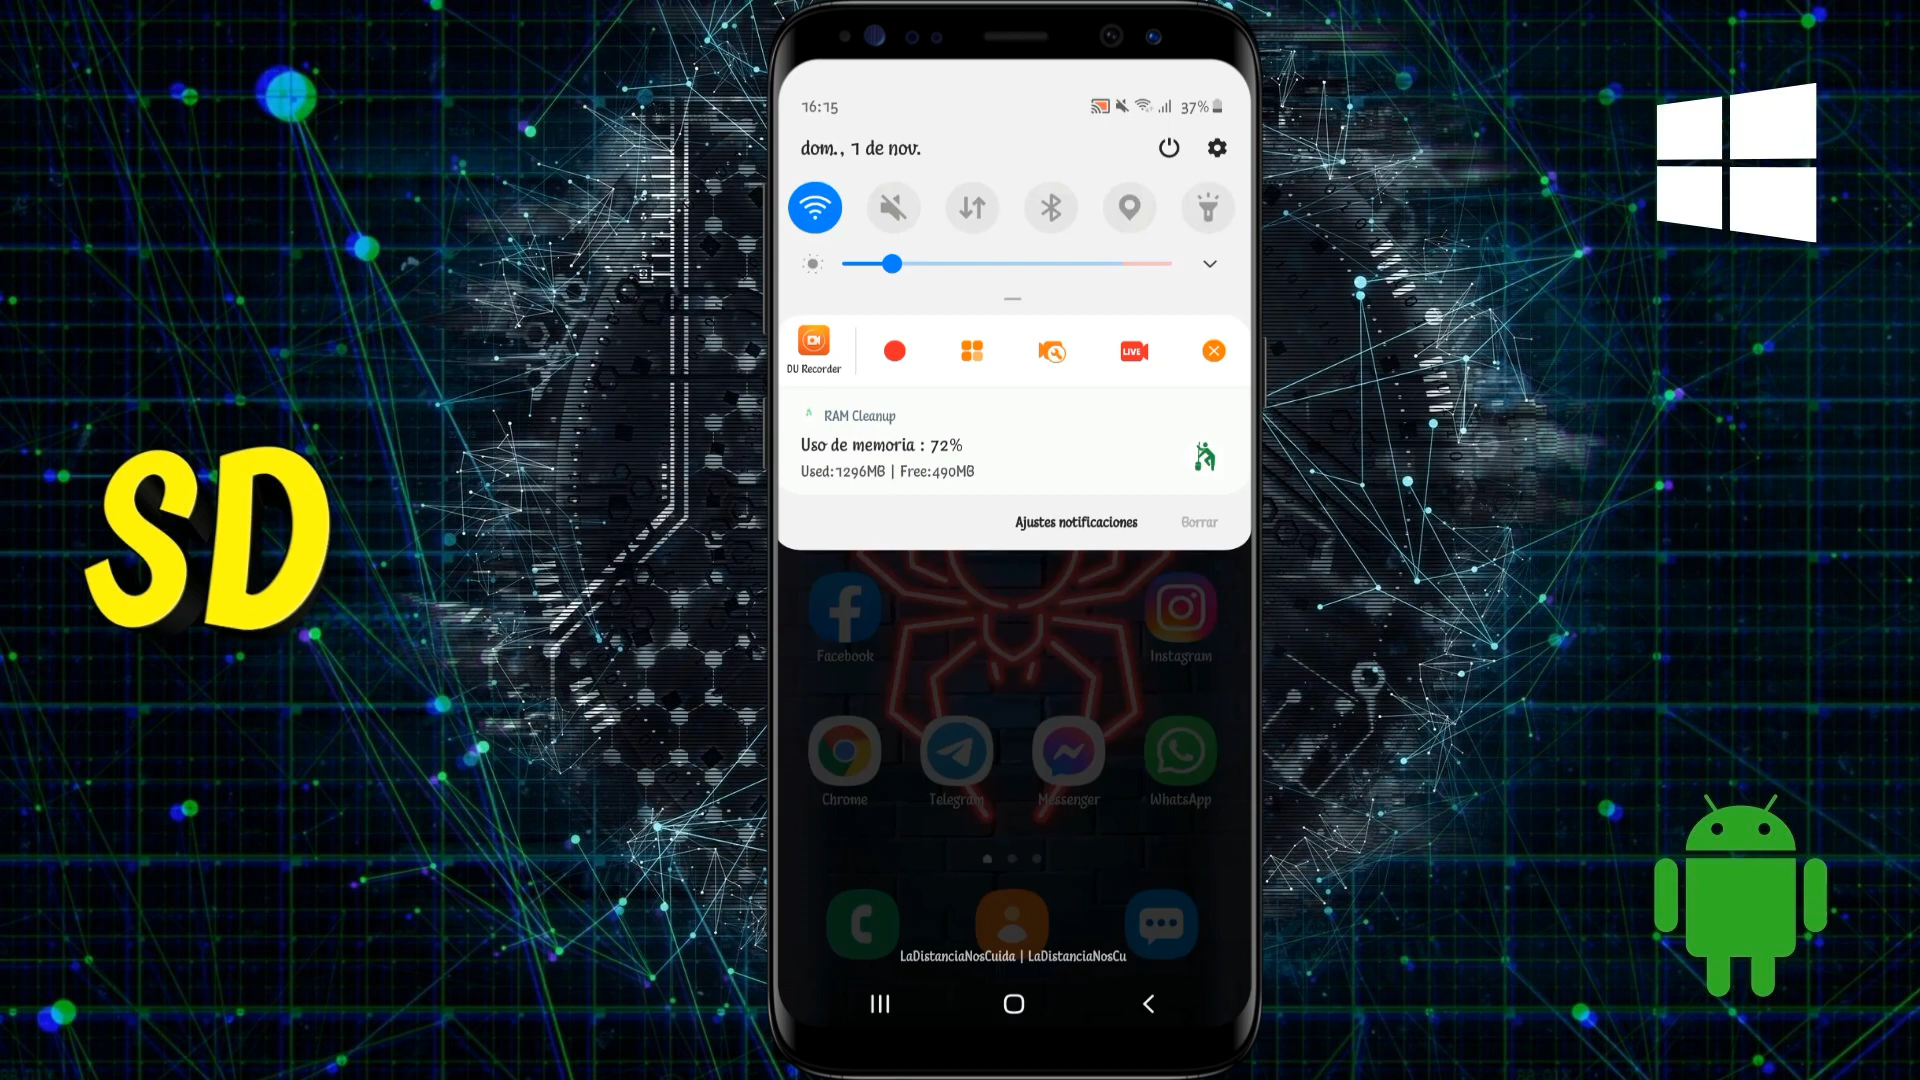 16:15
37%
dom., 1 de nov.
DU Recorder
LIVE
RAM Cleanup
Uso de memoria : 72%
Used:1296MB | Free:490MB
Ajustes notificaciones
Borrar
SD
Facebook
Instagram
Chrome
Telegram
Messenger
WhatsApp
LaDistanciaNosCuida | LaDistanciaNosCu